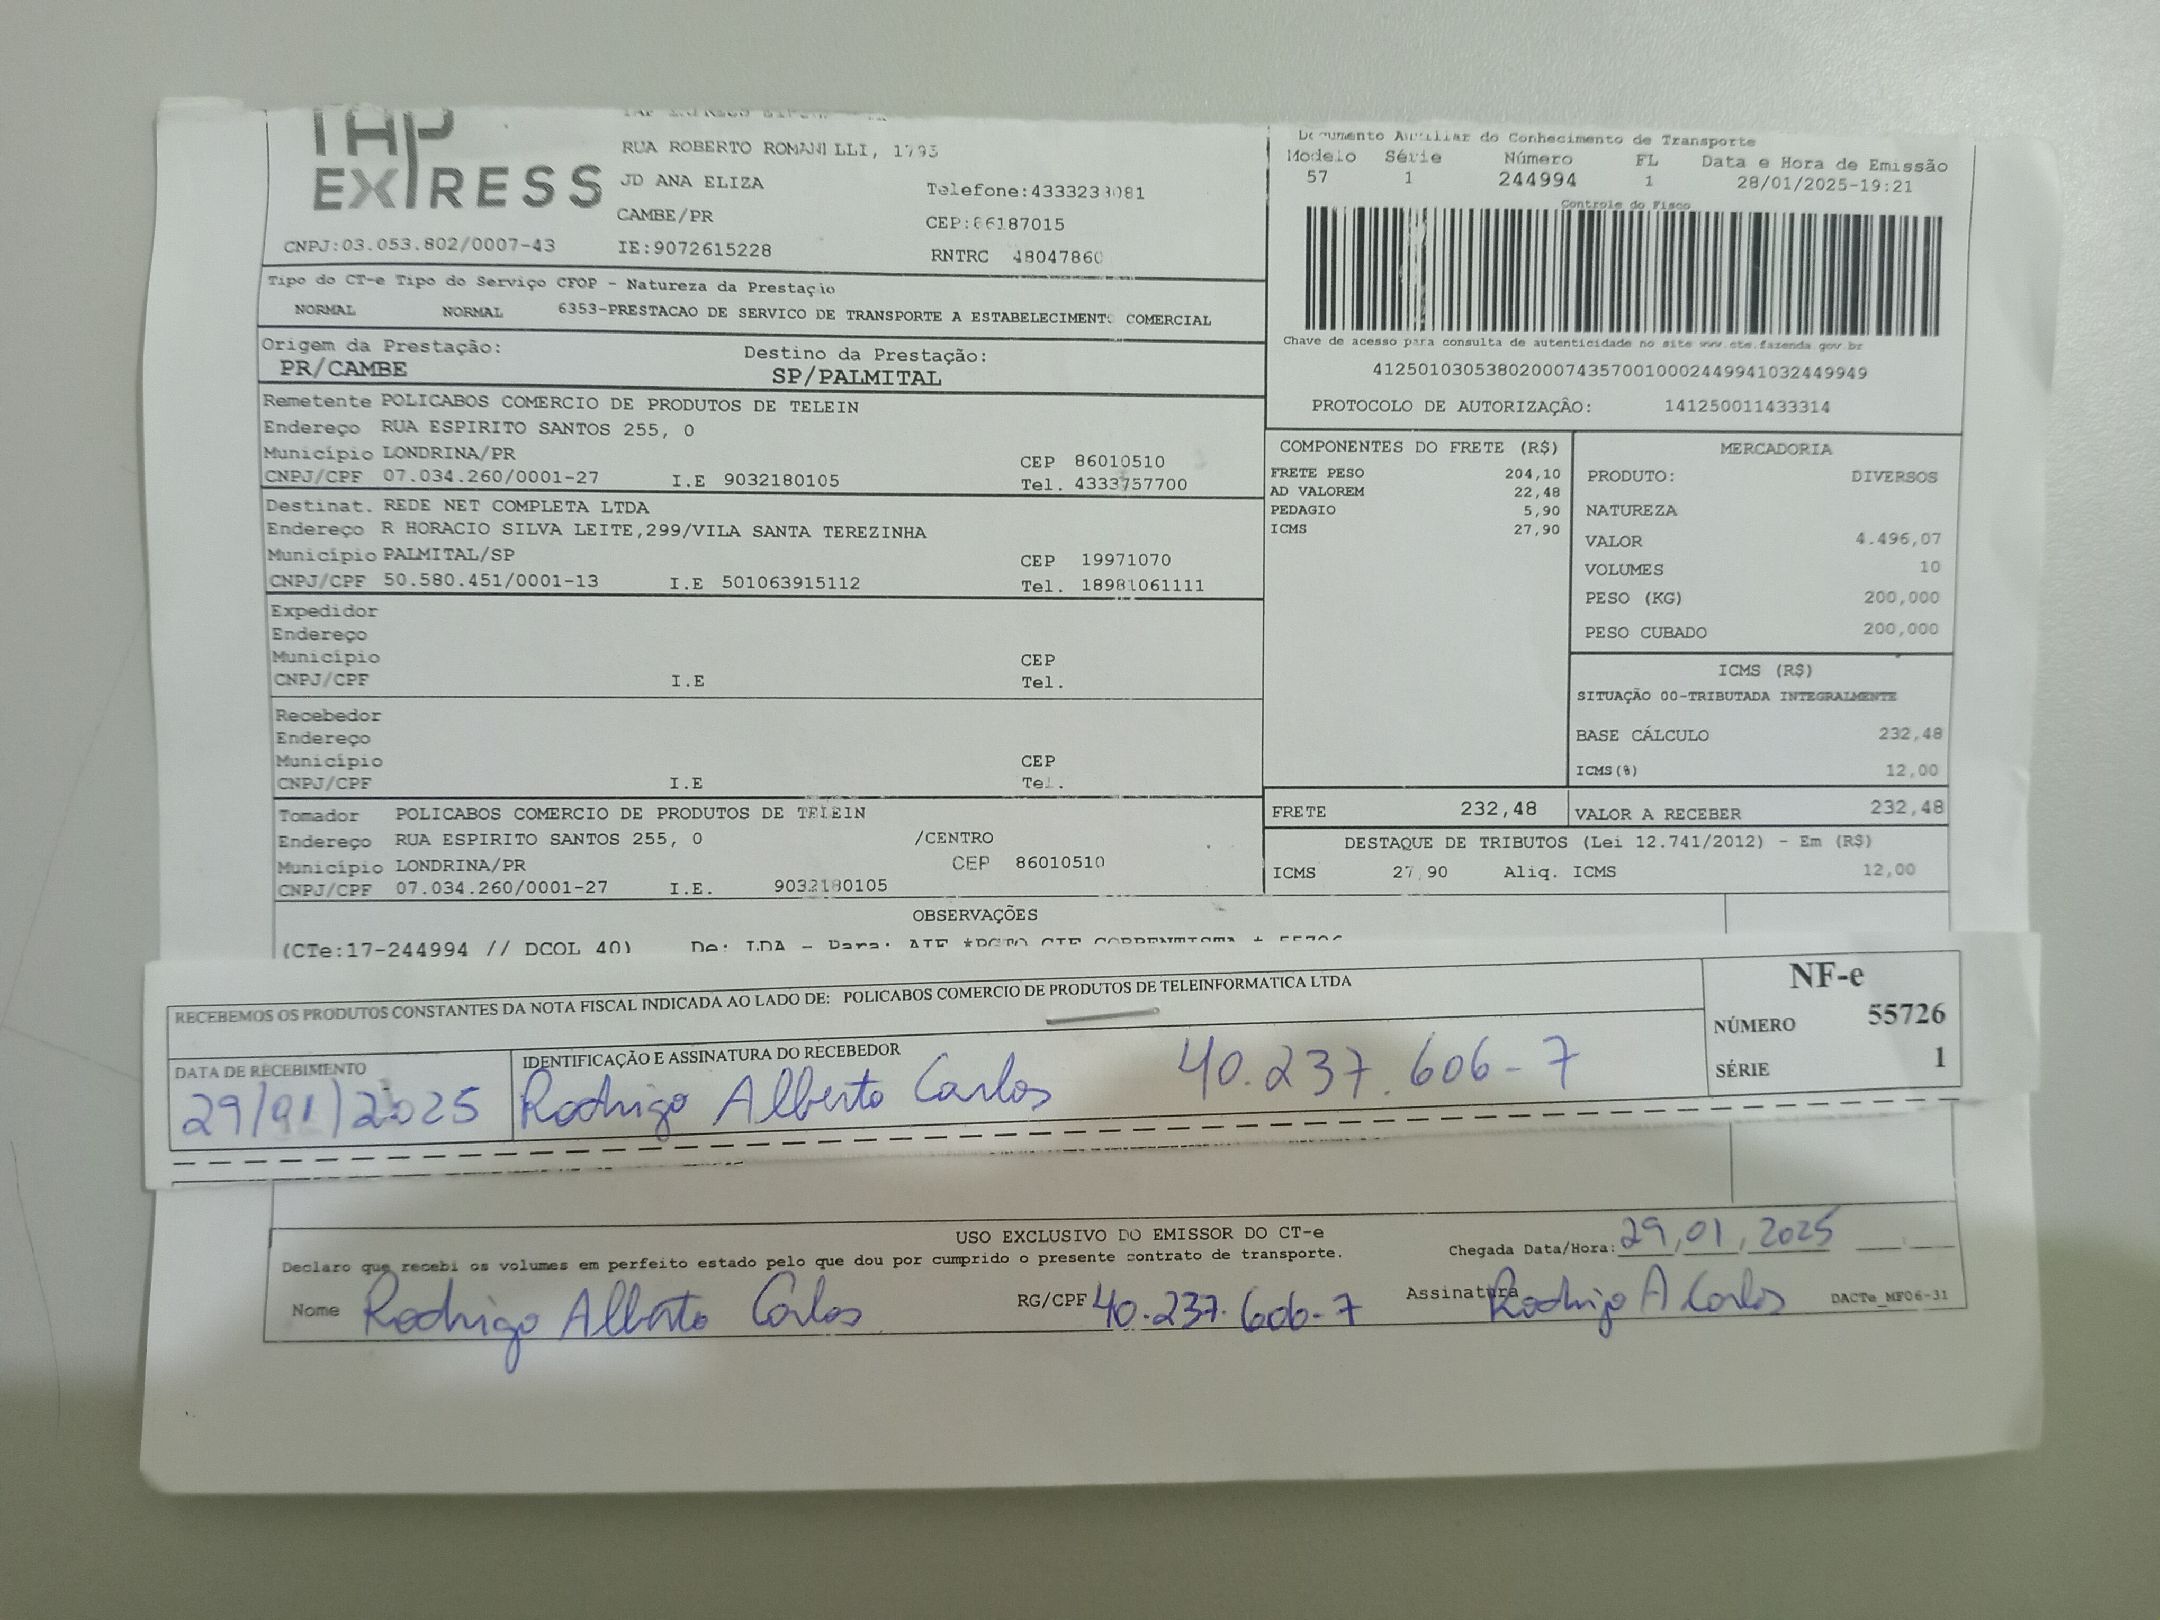 TAP
EXPRESS
RUA ROBERTO ROMANILLI, 1793
JD ANA ELIZA
Telefone:4333233081
CAMBE/PR
CEP:86187015
CNPJ:03.053.802/0007-43
IE:9072615228
RNTRC 48047860
Documento Auxiliar do Conhecimento de Transporte
Modelo Série Número FL Data e Hora de Emissão
57 1 244994 1 28/01/2025-19:21
Controle do Fisco
Chave de acesso para consulta de autenticidade no site www.cte.fazenda.gov.br
41250103053802000743570010002449941032449949
PROTOCOLO DE AUTORIZAÇÃO: 141250011433314
Tipo do CT-e Tipo do Serviço CFOP - Natureza da Prestação
NORMAL NORMAL 6353-PRESTACAO DE SERVICO DE TRANSPORTE A ESTABELECIMENTO COMERCIAL
Origem da Prestação: Destino da Prestação:
PR/CAMBE SP/PALMITAL
Remetente POLICABOS COMERCIO DE PRODUTOS DE TELEIN
Endereço RUA ESPIRITO SANTOS 255, 0
Município LONDRINA/PR CEP 86010510
CNPJ/CPF 07.034.260/0001-27 I.E 9032180105 Tel. 4333757700
Destinat. REDE NET COMPLETA LTDA
Endereço R HORACIO SILVA LEITE,299/VILA SANTA TEREZINHA
Município PALMITAL/SP CEP 19971070
CNPJ/CPF 50.580.451/0001-13 I.E 501063915112 Tel. 18981061111
Expedidor
Endereço
Município CEP
CNPJ/CPF I.E Tel.
Recebedor
Endereço
Município CEP
CNPJ/CPF I.E Tel.
Tomador POLICABOS COMERCIO DE PRODUTOS DE TELEIN
Endereço RUA ESPIRITO SANTOS 255, 0 /CENTRO
Município LONDRINA/PR CEP 86010510
CNPJ/CPF 07.034.260/0001-27 I.E. 9032180105
COMPONENTES DO FRETE (R$)
FRETE PESO 204,10
AD VALOREM 22,48
PEDAGIO 5,90
ICMS 27,90
MERCADORIA
PRODUTO: DIVERSOS
NATUREZA
VALOR 4.496,07
VOLUMES 10
PESO (KG) 200,000
PESO CUBADO 200,000
ICMS (R$)
SITUAÇÃO 00-TRIBUTADA INTEGRALMENTE
BASE CÁLCULO 232,48
ICMS(%) 12,00
FRETE 232,48 VALOR A RECEBER 232,48
DESTAQUE DE TRIBUTOS (Lei 12.741/2012) - Em (R$)
ICMS 27,90 Aliq. ICMS 12,00
OBSERVAÇÕES
(CTe:17-244994 // DCOL 40) De: LDA - Para:
RECEBEMOS OS PRODUTOS CONSTANTES DA NOTA FISCAL INDICADA AO LADO DE: POLICABOS COMERCIO DE PRODUTOS DE TELEINFORMATICA LTDA
NF-e
NÚMERO 55726
SÉRIE 1
DATA DE RECEBIMENTO IDENTIFICAÇÃO E ASSINATURA DO RECEBEDOR
29/01/2025 Rodrigo Alberto Carlos 40.237.606-7
USO EXCLUSIVO DO EMISSOR DO CT-e
Declaro que recebi os volumes em perfeito estado pelo que dou por cumprido o presente contrato de transporte.
Chegada Data/Hora: 29,01,2025
Nome Rodrigo Alberto Carlos RG/CPF 40.237.606-7 Assinatura Rodrigo A Carlos DACTe_MF06-31